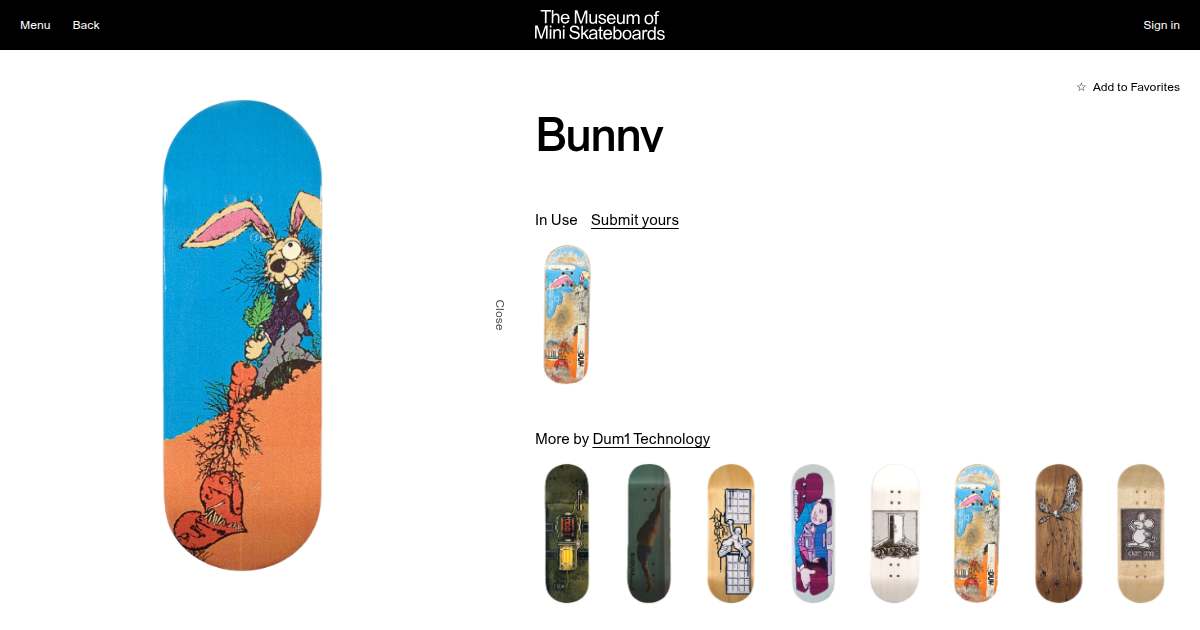 Menu
Back
The Museum of
Mini Skateboards
Sign in
☆ Add to Favorites
Bunny
In Use
Submit yours
Close
More by Dum1 Technology